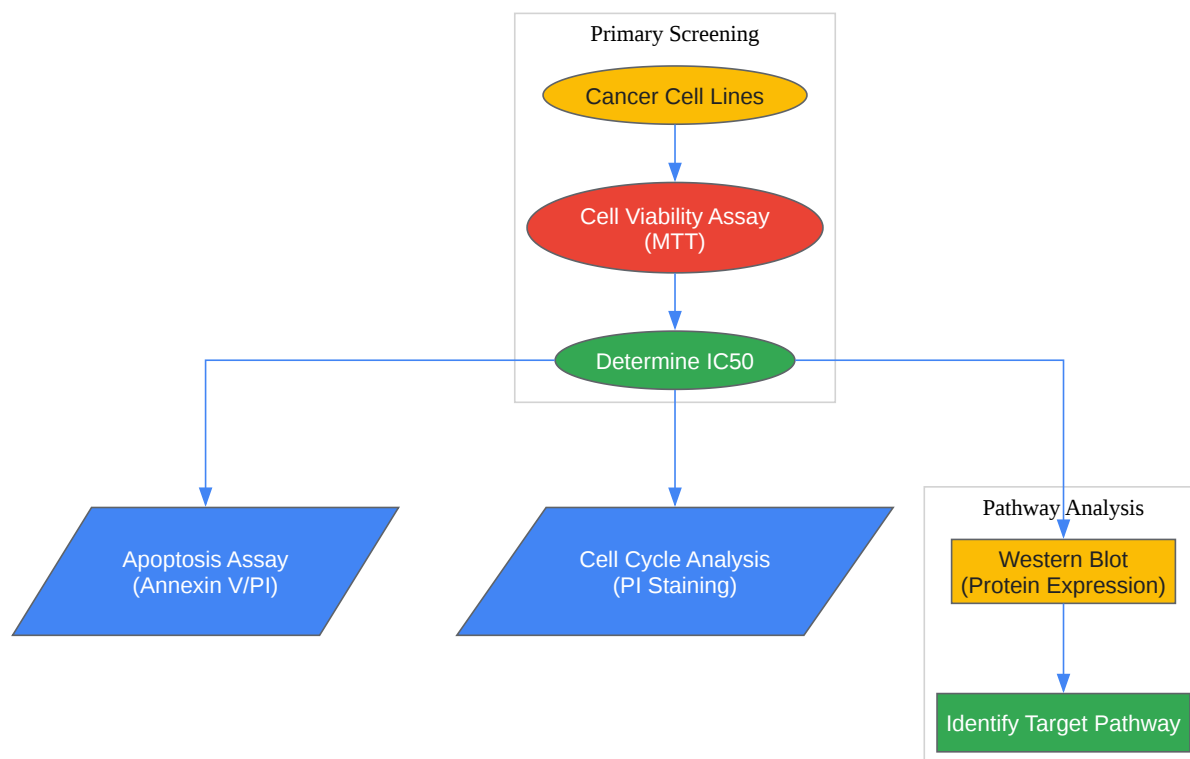 Primary Screening
Cancer Cell Lines
Cell Viability Assay
(MTT)
Determine IC50
Apoptosis Assay
(Annexin V/PI)
Cell Cycle Analysis
(PI Staining)
Pathway Analysis
Western Blot
(Protein Expression)
Identify Target Pathway